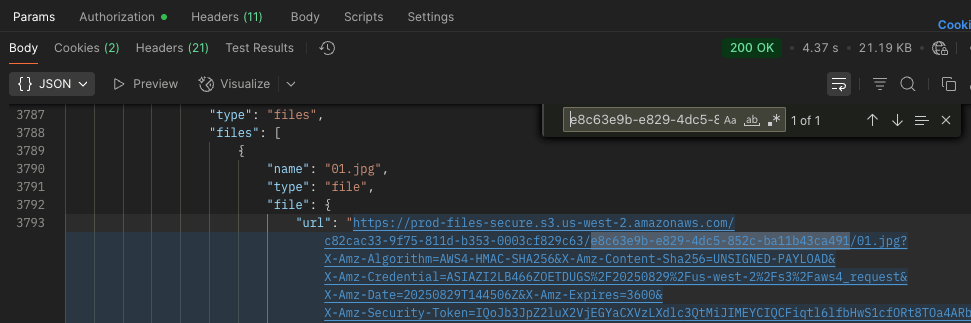 Params Authorization Headers (11) Body Scripts Settings
Cooki
Body Cookies (2) Headers (21) Test Results 200 OK • 4.37 s • 21.19 KB •
{} JSON Preview Visualize
e8c63e9b-e829-4dc5-8 Aa ab .* 1 of 1
3787 "type": "files",
3788 "files": [
3789 {
3790 "name": "01.jpg",
3791 "type": "file",
3792 "file": {
3793 "url": "https://prod-files-secure.s3.us-west-2.amazonaws.com/
c82cac33-9f75-811d-b353-0003cf829c63/e8c63e9b-e829-4dc5-852c-ba11b43ca491/01.jpg?
X-Amz-Algorithm=AWS4-HMAC-SHA256&X-Amz-Content-Sha256=UNSIGNED-PAYLOAD&
X-Amz-Credential=ASIAZI2LB466ZOETDUGS%2F20250829%2Fus-west-2%2Fs3%2Faws4_request&
X-Amz-Date=20250829T144506Z&X-Amz-Expires=3600&
X-Amz-Security-Token=IQoJb3JpZ2luX2VjEGYaCXVzLXdlc3QtMiJIMEYCIQCFiqtl6lfbHwS1cfORt8TOa4ARb